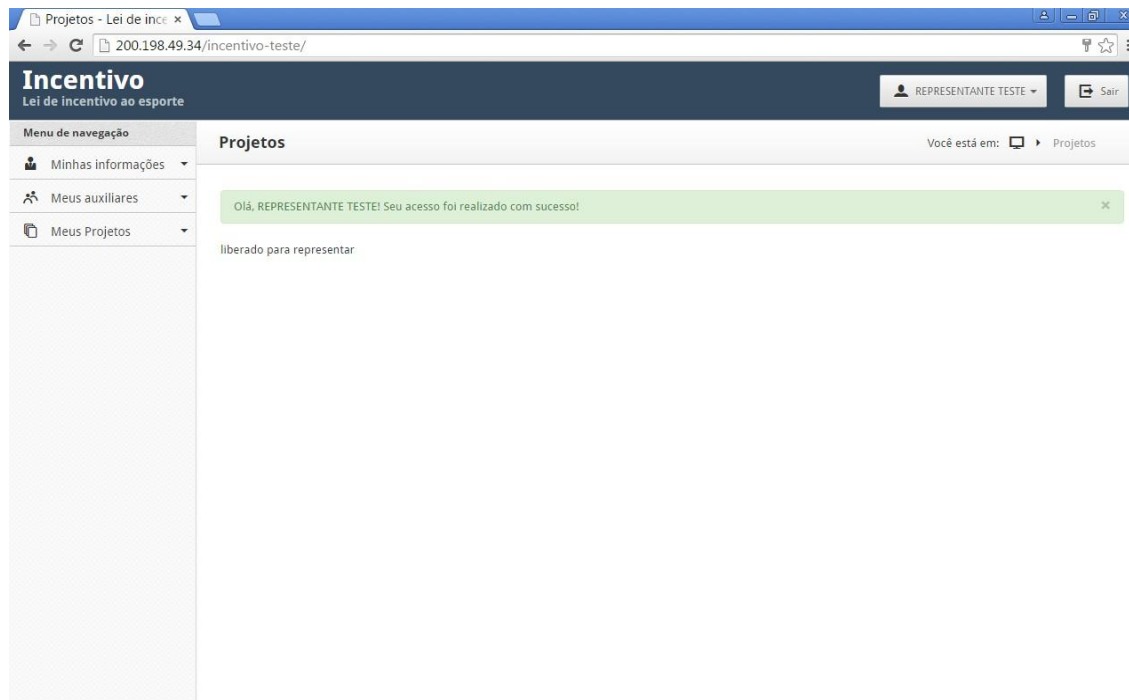 Projetos - Lei de ince
200.198.49.34/incentivo-teste/
Incentivo
Lei de incentivo ao esporte
REPRESENTANTE TESTE
Sair
Menu de navegação
Minhas informações
Meus auxiliares
Meus Projetos
Projetos
Você está em:
Projetos
Olá, REPRESENTANTE TESTE! Seu acesso foi realizado com sucesso!
liberado para representar